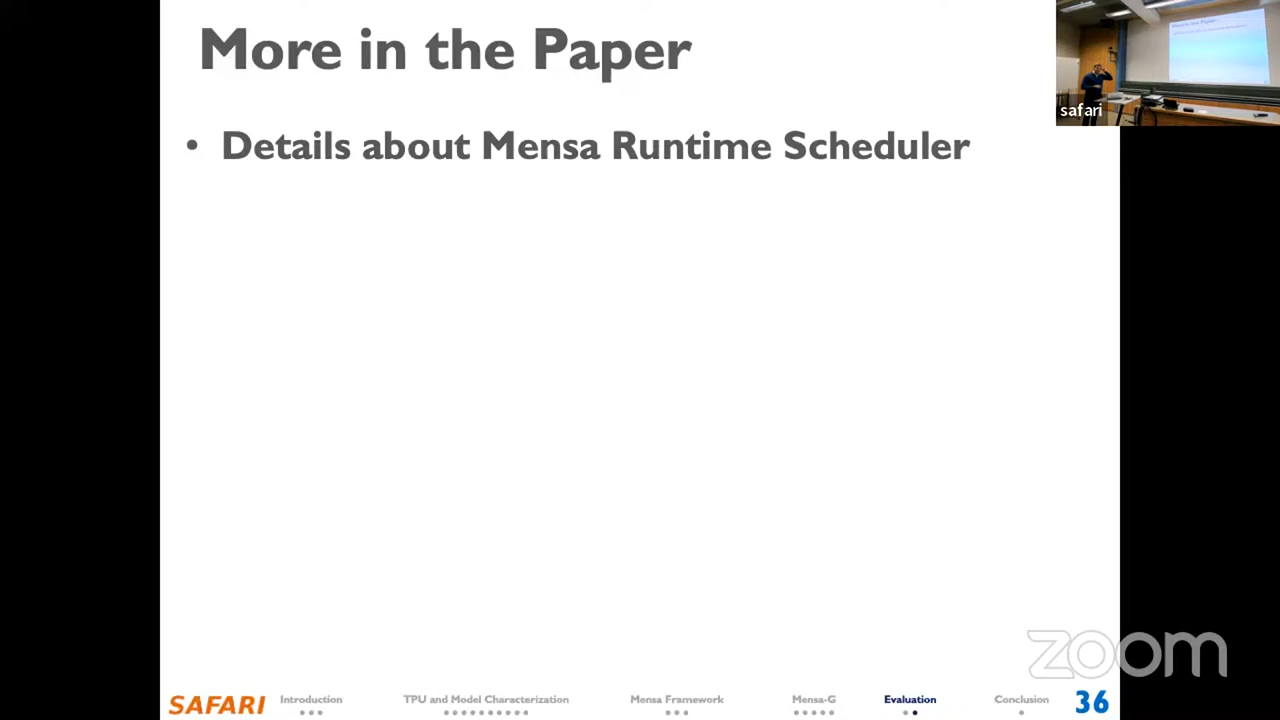 More in the Paper
safari
• Details about Mensa Runtime Scheduler
zoom
SAFARI Introduction TPU and Model Characterization Mensa Framework Mensa-G Evaluation Conclusion 36